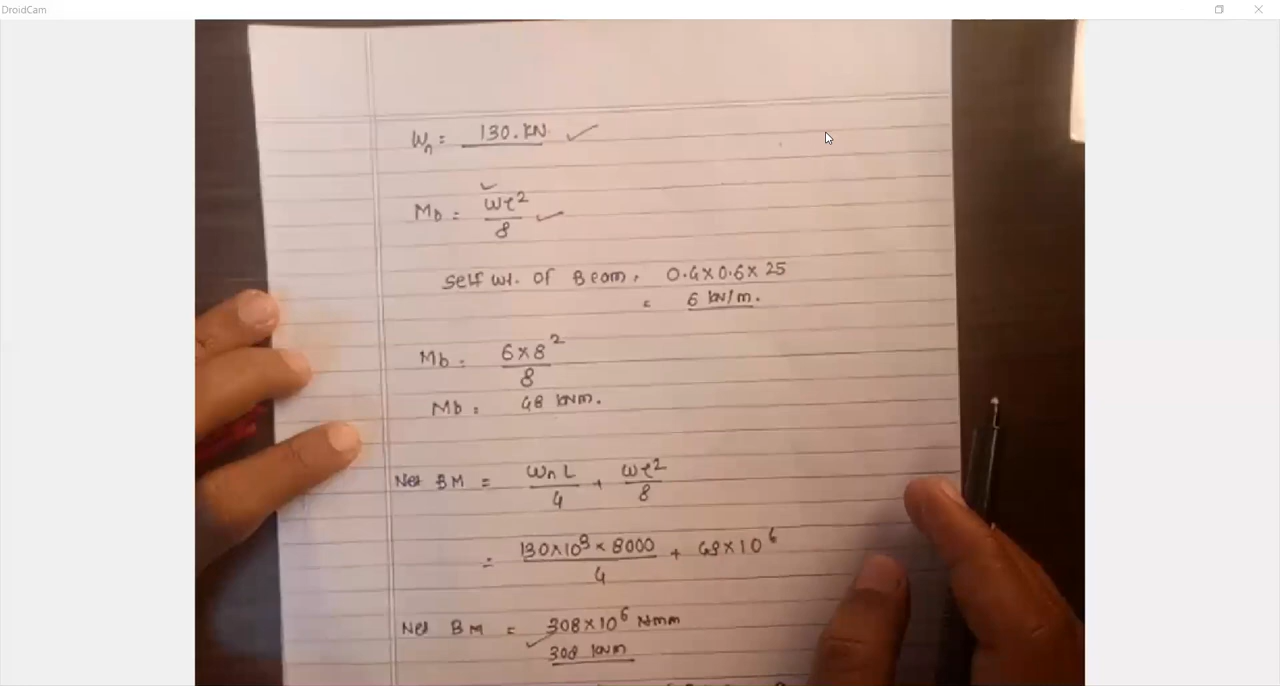 DroidCam
Wn = 130.KN ✓
Mb = wl²/8 ✓
Self wt. of Beam. 0.4×0.6×25
= 6 kN/m.
Mb = 6×8²/8
Mb = 48 kNm.
Net BM = WnL/4 + wl²/8
= 130×10³×8000/4 + 48×10⁶
Net BM = 308×10⁶ Nmm
308 kNm